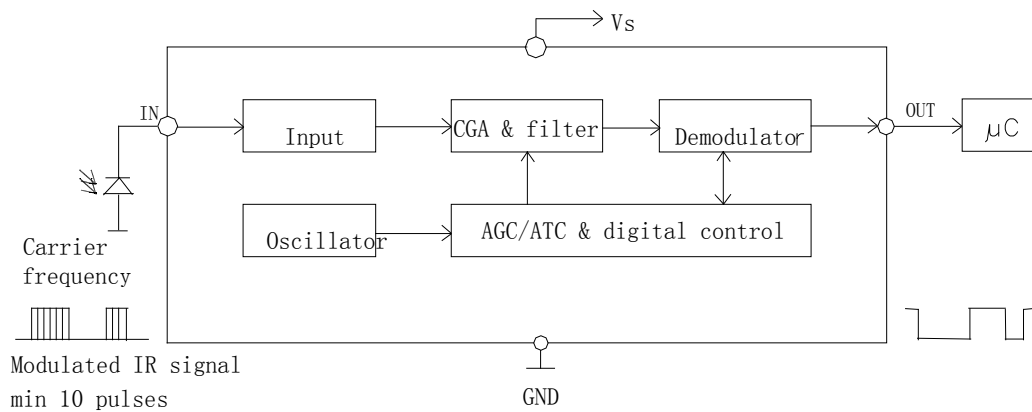 Vs
IN
Input
CGA & filter
Demodulator
OUT
μC
Oscillator
AGC/ATC & digital control
Carrier
frequency
Modulated IR signal
min 10 pulses
GND